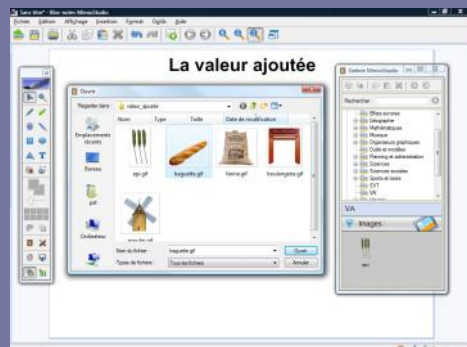 Sans titre* - Bloc-notes MimioStudio
Fichier Edition Affichage Insertion Format Outils Aide
La valeur ajoutée
Ouvrir
Regarder dans : valeur_ajoutée
Nom Type Taille Date de modification
Emplacements récents
Bureau
Ordinateur
epi.gif baguette.gif farine.gif boulangerie.gif
Nom du fichier : baguette.gif Ouvrir
Types de fichiers : Tous les fichiers Annuler
Galerie MimioStudio
Rechercher
Effets sonores
Géographie
Mathématiques
Musique
Organiseurs graphiques
Outils et modèles
Planning et administration
Sciences
Sciences sociales
Sports et loisirs
SVT
VA
VA
Images
epi